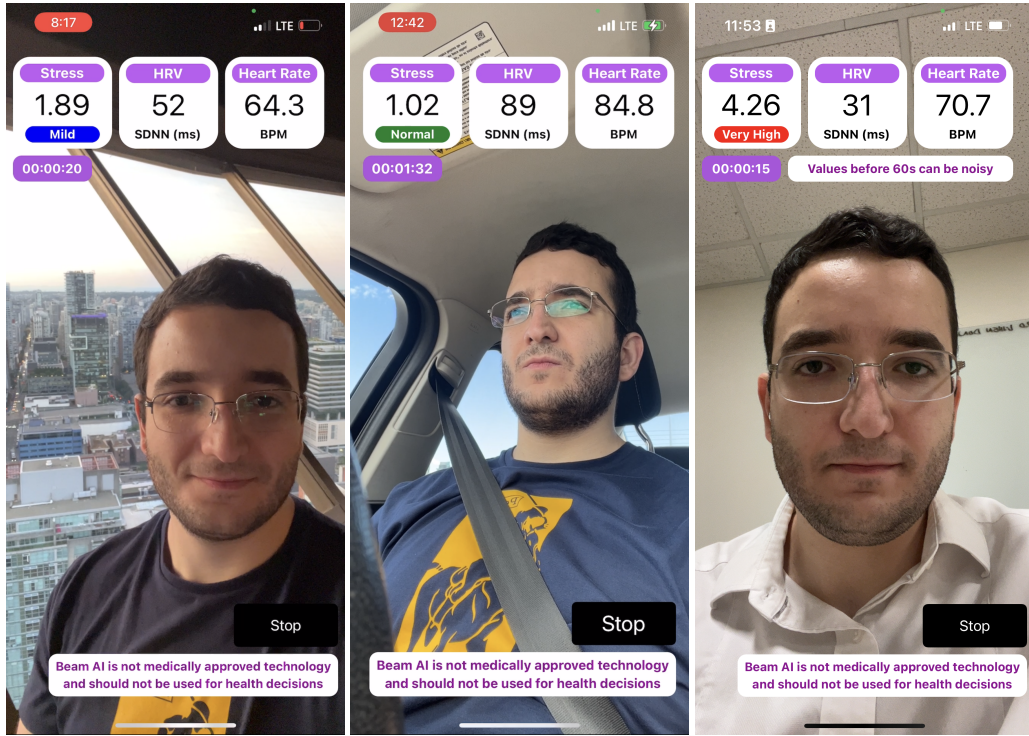 8:17
LTE
Stress
HRV
Heart Rate
1.89
52
64.3
Mild
SDNN (ms)
BPM
00:00:20
Stop
Beam AI is not medically approved technology
and should not be used for health decisions
12:42
LTE
Stress
HRV
Heart Rate
1.02
89
84.8
Normal
SDNN (ms)
BPM
00:01:32
Stop
Beam AI is not medically approved technology
and should not be used for health decisions
11:53
LTE
Stress
HRV
Heart Rate
4.26
31
70.7
Very High
SDNN (ms)
BPM
00:00:15
Values before 60s can be noisy
Stop
Beam AI is not medically approved technology
and should not be used for health decisions